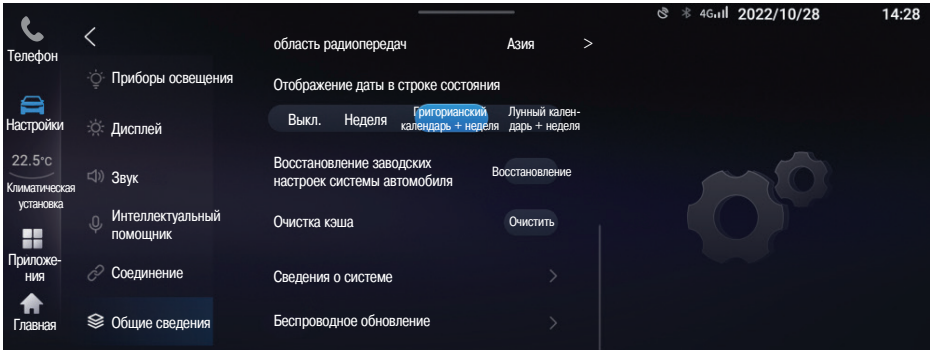 4G 2022/10/28 14:28
Телефон
Настройки
22.5°C
Климатическая
установка
Приложе-
ния
Главная
Приборы освещения
Дисплей
Звук
Интеллектуальный
помощник
Соединение
Общие сведения
область радиопередач Азия >
Отображение даты в строке состояния
Выкл. Неделя
Григорианский
календарь + неделя
Лунный кален-
дарь + неделя
Восстановление заводских
настроек системы автомобиля
Восстановление
Очистка кэша Очистить
Сведения о системе
Беспроводное обновление